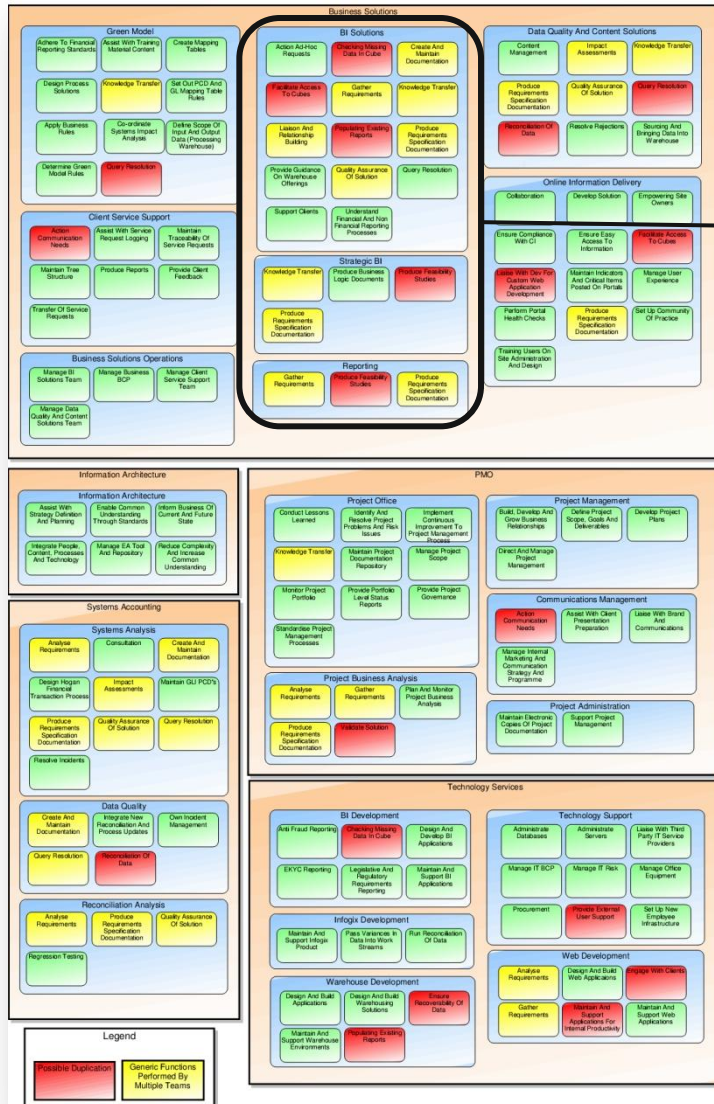 Business Solutions
Green Model
Adhere To Financial
Reporting Standards
Assist With Training
Material Content
Create Mapping
Tables
Design Process
Solutions
Knowledge Transfer
Set Out PCD And
GL Mapping Table
Rules
Apply Business
Rules
Co-ordinate
Systems Impact
Analysis
Define Scope Of
Input And Output
Data (Processing
Warehouse)
Determine Green
Model Rules
Query Resolution
Client Service Support
Action
Communication
Needs
Assist With Service
Request Logging
Maintain
Traceability Of
Service Requests
Maintain Tree
Structure
Produce Reports
Provide Client
Feedback
Transfer Of Service
Requests
Business Solutions Operations
Manage BI
Solutions Team
Manage Business
BCP
Manage Client
Service Support
Team
Manage Data
Quality And Content
Solutions Team
BI Solutions
Action Ad-Hoc
Requests
Checking Missing
Data In Cube
Create And
Maintain
Documentation
Facilitate Access
To Cubes
Gather
Requirements
Knowledge Transfer
Liaison And
Relationship
Building
Populating Existing
Reports
Produce
Requirements
Specification
Documentation
Provide Guidance
On Warehouse
Offerings
Quality Assurance
Of Solution
Query Resolution
Support Clients
Understand
Financial And Non
Financial Reporting
Processes
Strategic BI
Knowledge Transfer
Produce Business
Logic Documents
Produce Feasibility
Studies
Produce
Requirements
Specification
Documentation
Reporting
Gather
Requirements
Produce Feasibility
Studies
Produce
Requirements
Specification
Documentation
Data Quality And Content Solutions
Content
Management
Impact
Assessments
Knowledge Transfer
Produce
Requirements
Specification
Documentation
Quality Assurance
Of Solution
Query Resolution
Reconciliation Of
Data
Resolve Rejections
Sourcing And
Bringing Data Into
Warehouse
Online Information Delivery
Collaboration
Develop Solution
Empowering Site
Owners
Ensure Compliance
With CI
Ensure Easy
Access To
Information
Facilitate Access
To Cubes
Liaise With Dev For
Custom Web
Application
Development
Maintain Indicators
And Critical Items
Posted On Portals
Manage User
Experience
Perform Portal
Health Checks
Produce
Requirements
Specification
Documentation
Set Up Community
Of Practice
Training Users On
Site Administration
And Design
Information Architecture
Information Architecture
Assist With
Strategy Definition
And Planning
Enable Common
Understanding
Through Standards
Inform Business Of
Current And Future
State
Integrate People,
Content, Processes
And Technology
Manage EA Tool
And Repository
Reduce Complexity
And Increase
Common
Understanding
Systems Accounting
Systems Analysis
Analyse
Requirements
Consultation
Create And
Maintain
Documentation
Design Hogan
Financial
Transaction Process
Impact
Assessments
Maintain GLI PCD's
Produce
Requirements
Specification
Documentation
Quality Assurance
Of Solution
Query Resolution
Resolve Incidents
Data Quality
Create And
Maintain
Documentation
Integrate New
Reconciliation And
Process Updates
Own Incident
Management
Query Resolution
Reconciliation Of
Data
Reconciliation Analysis
Analyse
Requirements
Produce
Requirements
Specification
Documentation
Quality Assurance
Of Solution
Regression Testing
PMO
Project Office
Conduct Lessons
Learned
Identify And
Resolve Project
Problems And Risk
Issues
Implement
Continuous
Improvement To
Project Management
Process
Knowledge Transfer
Maintain Project
Documentation
Repository
Manage Project
Scope
Monitor Project
Portfolio
Provide Portfolio
Level Status
Reports
Provide Project
Governance
Standardise Project
Management
Processes
Project Business Analysis
Analyse
Requirements
Gather
Requirements
Plan And Monitor
Project Business
Analysis
Produce
Requirements
Specification
Documentation
Validate Solution
Project Management
Build, Develop And
Grow Business
Relationships
Define Project
Scope, Goals And
Deliverables
Develop Project
Plans
Direct And Manage
Project
Management
Communications Management
Action
Communication
Needs
Assist With Client
Presentation
Preparation
Liaise With Brand
And
Communications
Manage Internal
Marketing And
Communication
Strategy And
Programme
Project Administration
Maintain Electronic
Copies Of Project
Documentation
Support Project
Management
Technology Services
BI Development
Anti Fraud Reporting
Checking Missing
Data In Cube
Design And
Develop BI
Applications
EKYC Reporting
Legislative And
Regulatory
Requirements
Reporting
Maintain And
Support BI
Applications
Infogix Development
Maintain And
Support Infogix
Product
Pass Variances In
Data Into Work
Streams
Run Reconciliation
Of Data
Warehouse Development
Design And Build
Applications
Design And Build
Warehousing
Solutions
Ensure
Recoverability Of
Data
Maintain And
Support Warehouse
Environments
Populating Existing
Reports
Technology Support
Administrate
Databases
Administrate
Servers
Liaise With Third
Party IT Service
Providers
Manage IT BCP
Manage IT Risk
Manage Office
Equipment
Procurement
Provide External
User Support
Set Up New
Employee
Infrastructure
Web Development
Analyse
Requirements
Design And Build
Web Applicaions
Engage With Clients
Gather
Requirements
Maintain And
Support
Applications For
Internal Productivity
Maintain And
Support Web
Applications
Legend
Possible Duplication
Generic Functions
Performed By
Multiple Teams